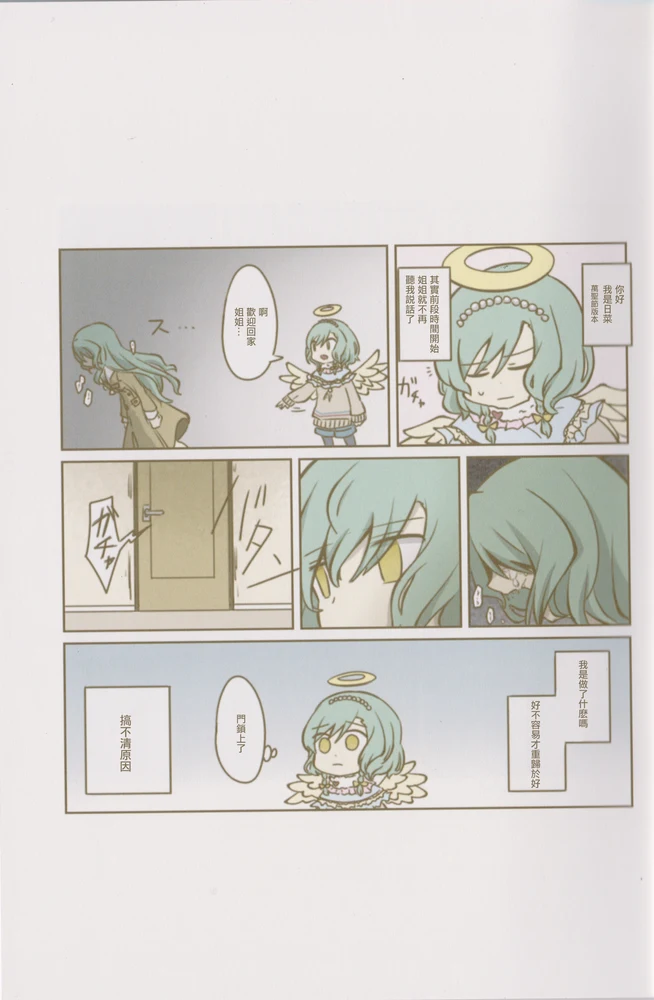 你好
我是日菜
萬聖節版本
其實前段時間開始
姐姐就不再
聽我説話了
ガチャ
啊
歡迎回家
姐姐…
ス…
バタ、
ガチャ
我是做了什麼嗎
好不容易才重歸於好
門鎖上了
搞不清原因